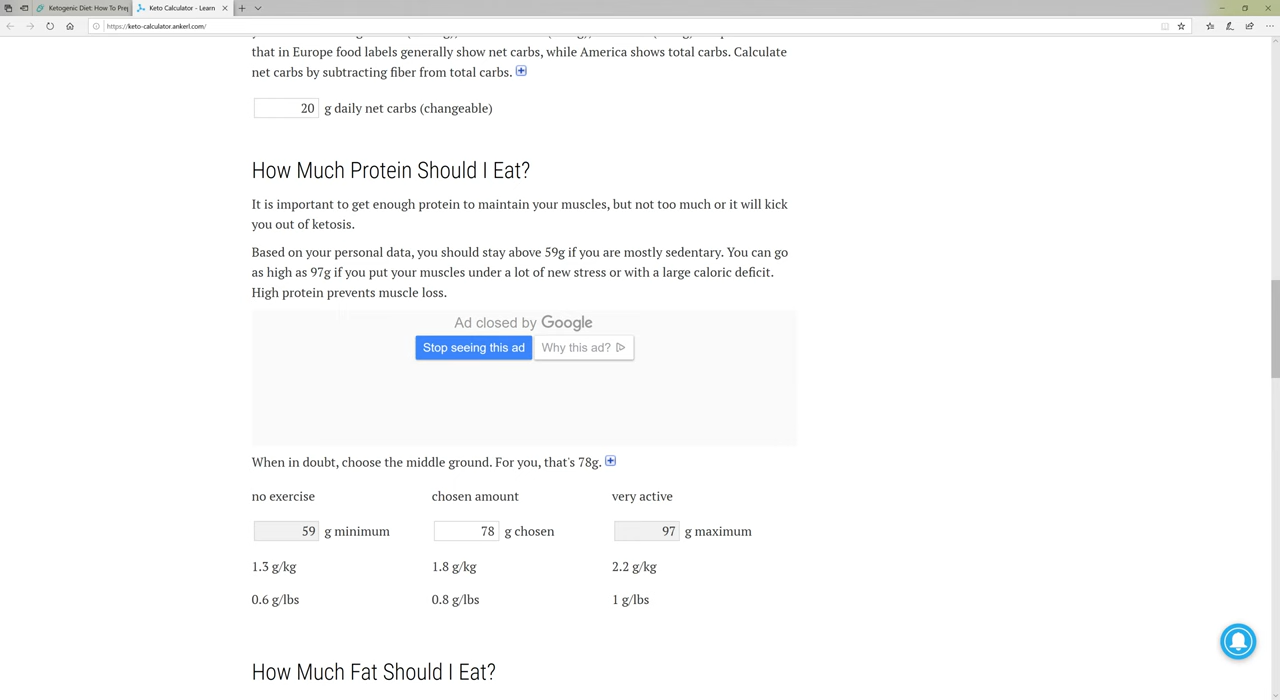 Ketogenic Diet: How To Pre
Keto Calculator - Learn
https://keto-calculator.ankerl.com/
that in Europe food labels generally show net carbs, while America shows total carbs. Calculate
net carbs by subtracting fiber from total carbs.
20 g daily net carbs (changeable)
How Much Protein Should I Eat?
It is important to get enough protein to maintain your muscles, but not too much or it will kick
you out of ketosis.
Based on your personal data, you should stay above 59g if you are mostly sedentary. You can go
as high as 97g if you put your muscles under a lot of new stress or with a large caloric deficit.
High protein prevents muscle loss.
Ad closed by Google
Stop seeing this ad Why this ad?
When in doubt, choose the middle ground. For you, that's 78g.
no exercise chosen amount very active
59 g minimum 78 g chosen 97 g maximum
1.3 g/kg 1.8 g/kg 2.2 g/kg
0.6 g/lbs 0.8 g/lbs 1 g/lbs
How Much Fat Should I Eat?